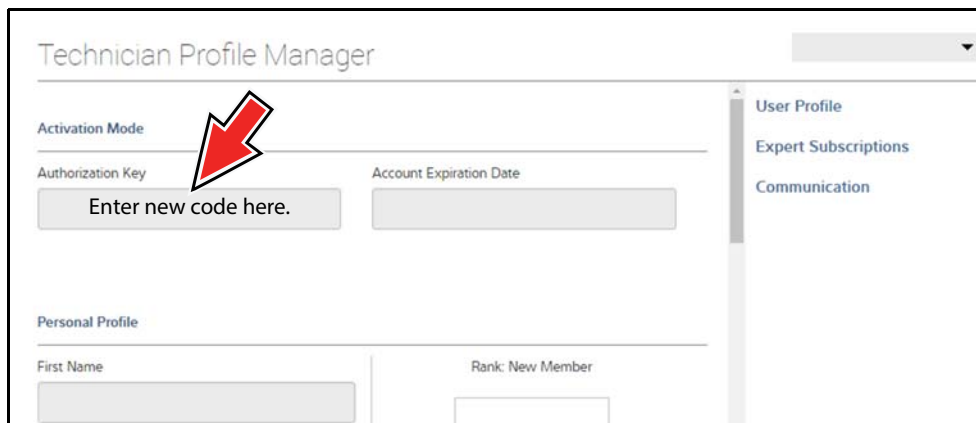 Technician Profile Manager
Activation Mode
Authorization Key
Account Expiration Date
Enter new code here.
Personal Profile
First Name
Rank: New Member
User Profile
Expert Subscriptions
Communication